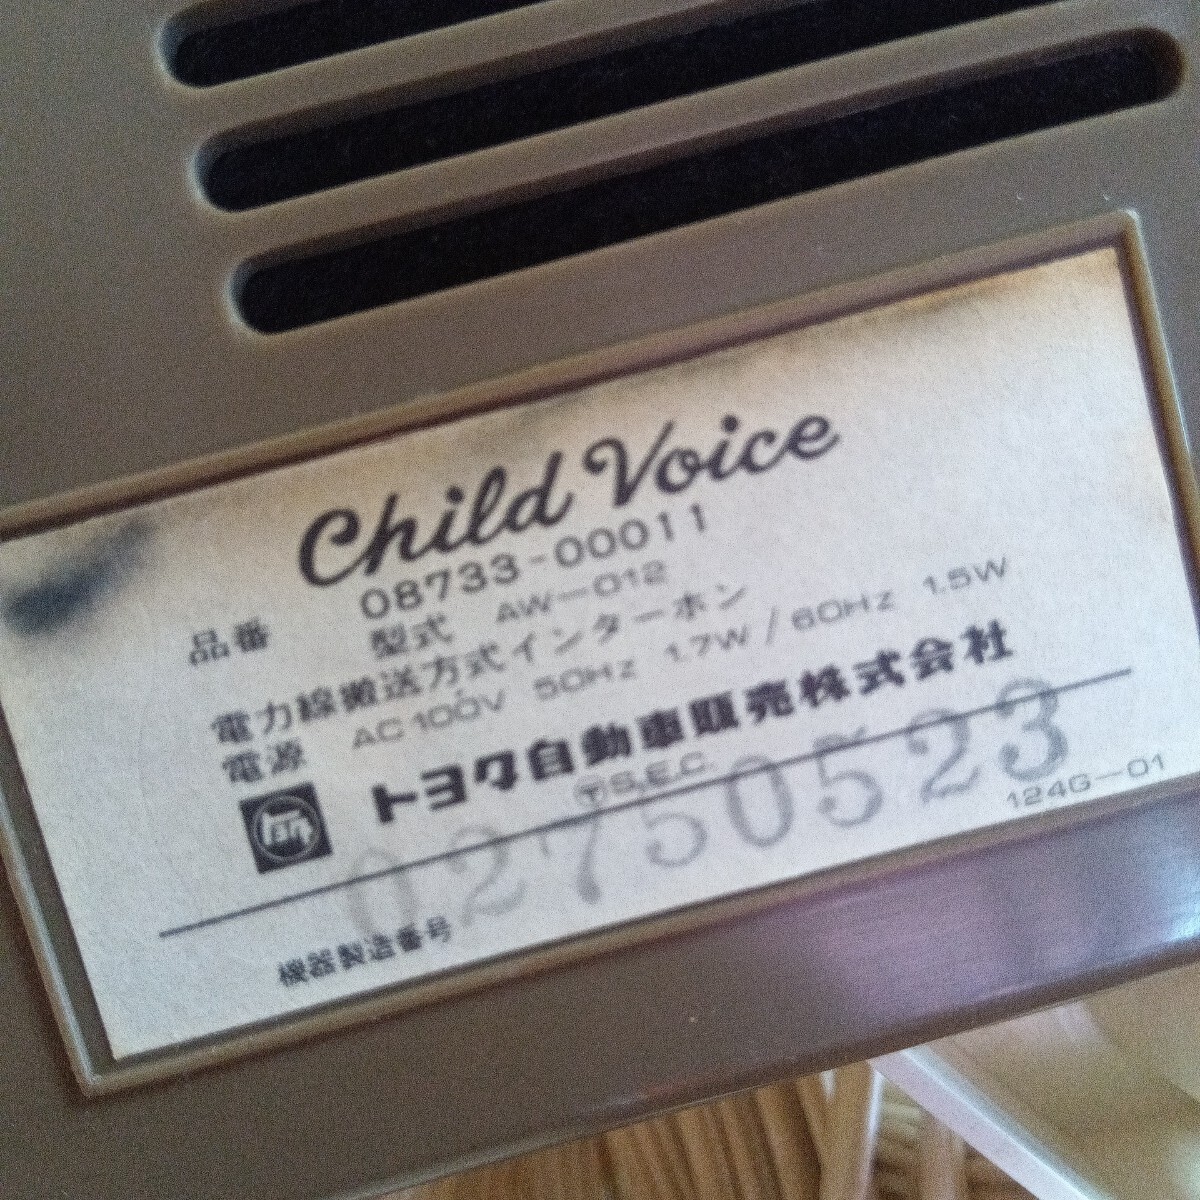 Child Voice
品番 08733-00011
型式 AW-012
電力線搬送方式インターホン
電源 AC100V 50Hz 1.7W / 60Hz 1.5W
トヨタ自動車販売株式会社
〒S.E.C.
02750523
124G-01
機器製造番号